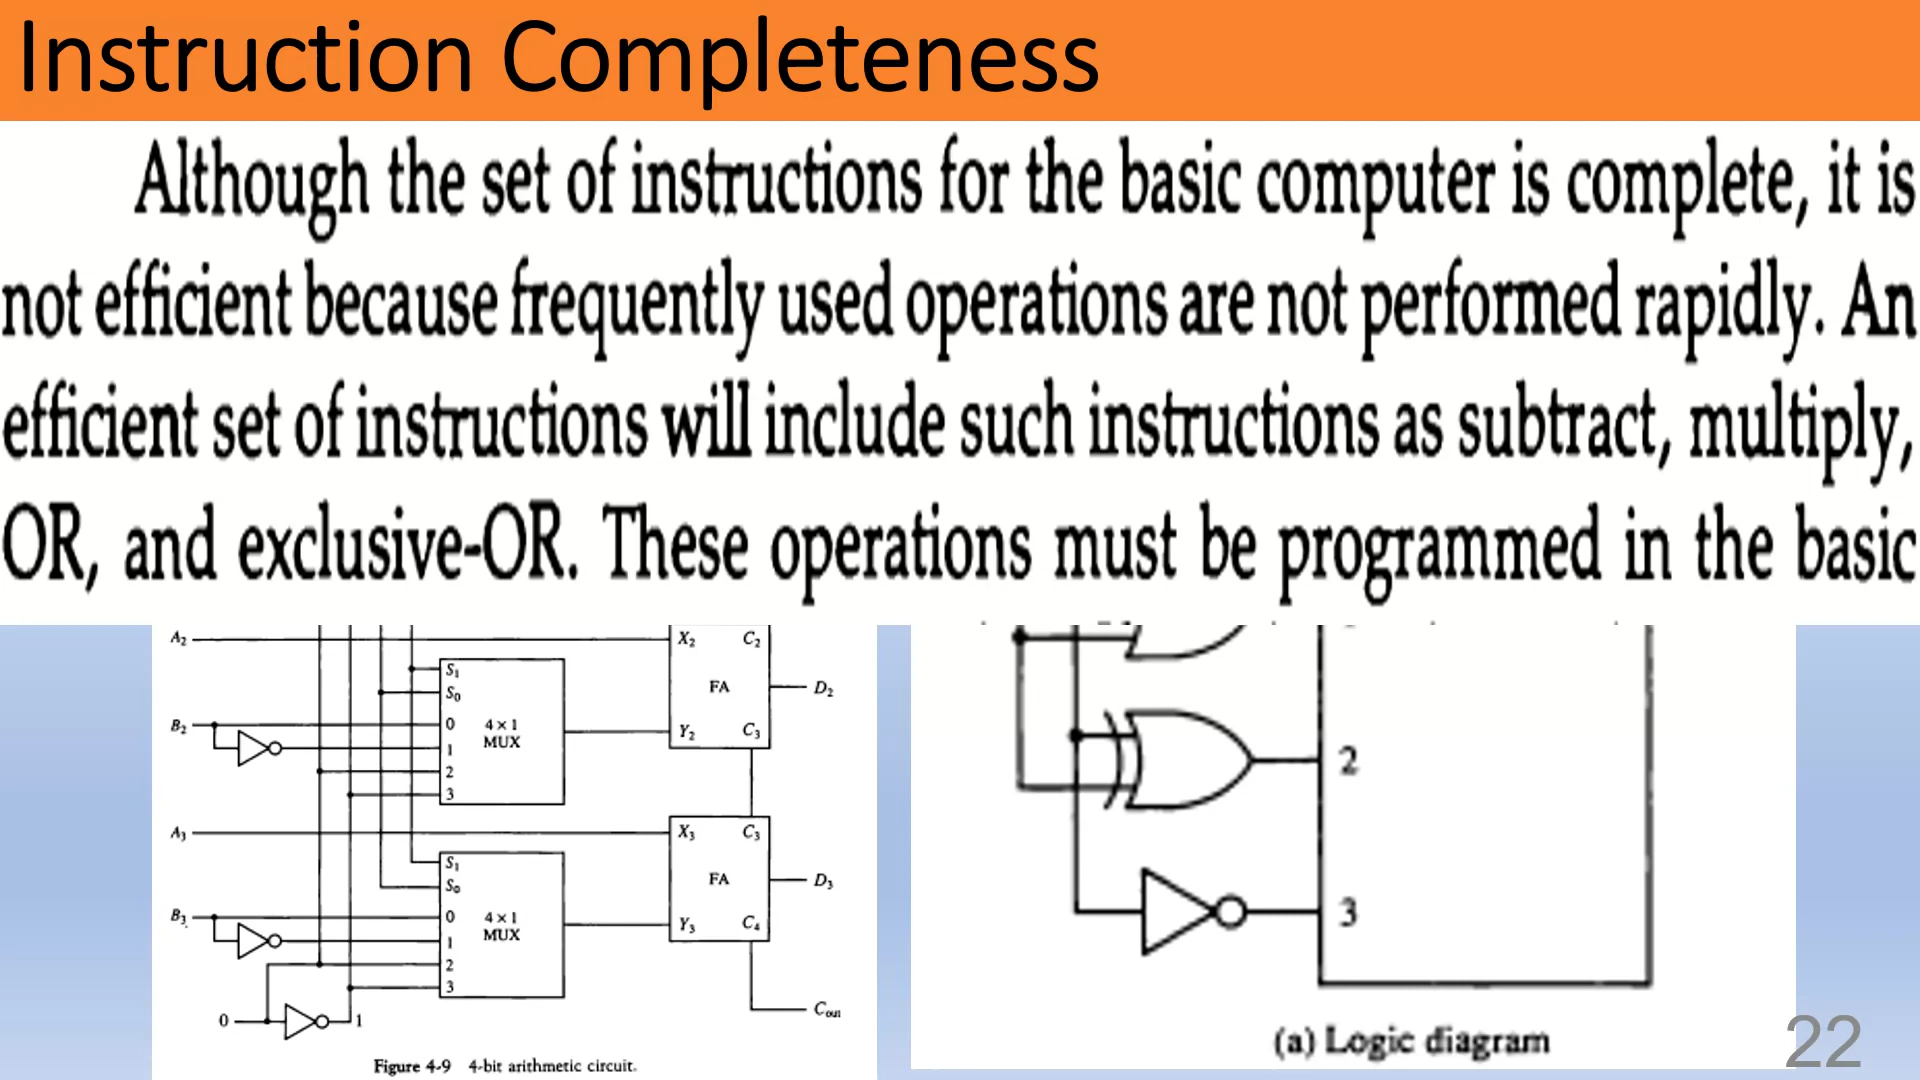 Instruction Completeness
Although the set of instructions for the basic computer is complete, it is
not efficient because frequently used operations are not performed rapidly. An
efficient set of instructions will include such instructions as subtract, multiply,
OR, and exclusive-OR. These operations must be programmed in the basic
A2 X2 C2
S1
S0
FA D2
B2 0 4 × 1
MUX
Y2 C3
1
2
3
A3 X3 C3
S1
S0
FA D3
B3 0 4 × 1
MUX
Y3 C4
1
2
3
0 1
Cout
Figure 4-9 4-bit arithmetic circuit.
2
3
(a) Logic diagram
22